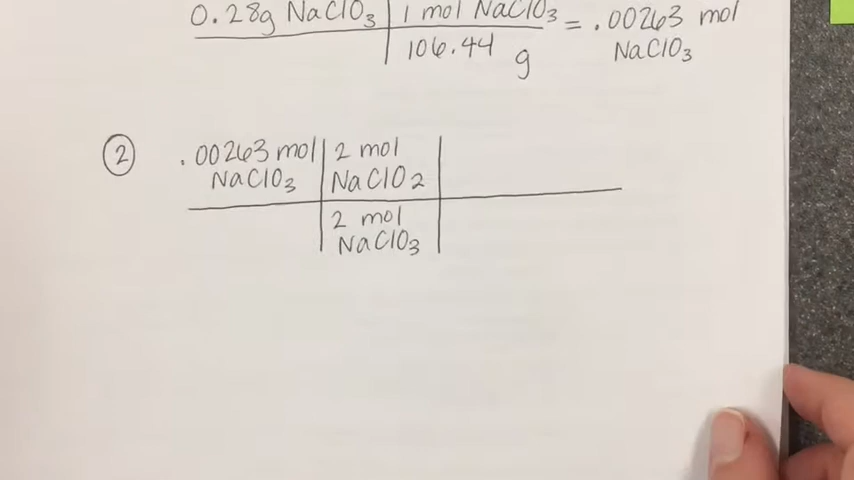 0.28g NaClO3 | 1 mol NaClO3 = .00263 mol
106.44 g NaClO3
2 .00263 mol | 2 mol
NaClO3 | NaClO2
2 mol
NaClO3